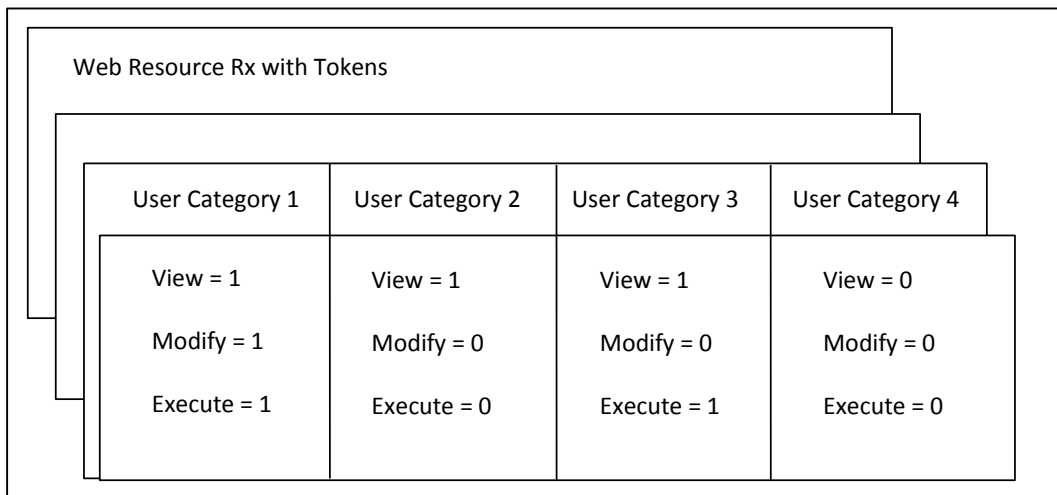 Web Resource Rx with Tokens
User Category 1 User Category 2 User Category 3 User Category 4
View = 1 View = 1 View = 1 View = 0
Modify = 1 Modify = 0 Modify = 0 Modify = 0
Execute = 1 Execute = 0 Execute = 1 Execute = 0